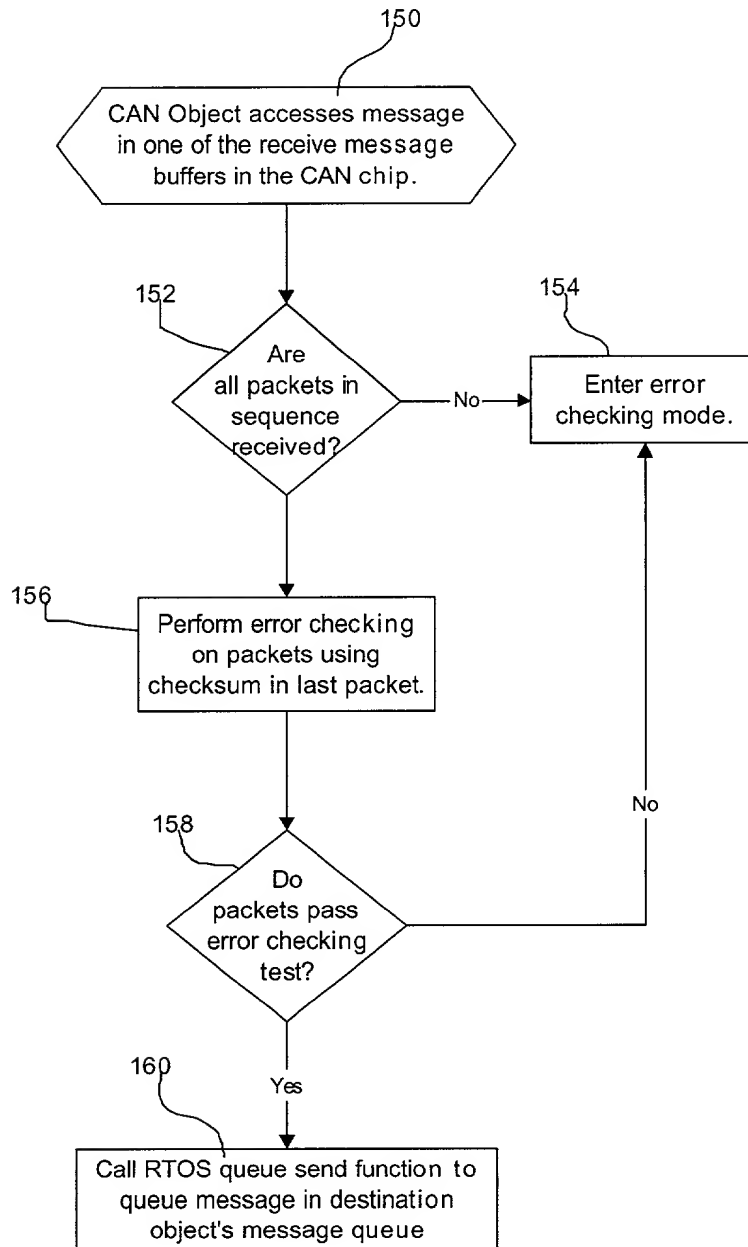 150
CAN Object accesses message
in one of the receive message
buffers in the CAN chip.
152
Are
all packets in
sequence
received?
No
154
Enter error
checking mode.
156
Perform error checking
on packets using
checksum in last packet.
158
Do
packets pass
error checking
test?
No
Yes
160
Call RTOS queue send function to
queue message in destination
object's message queue